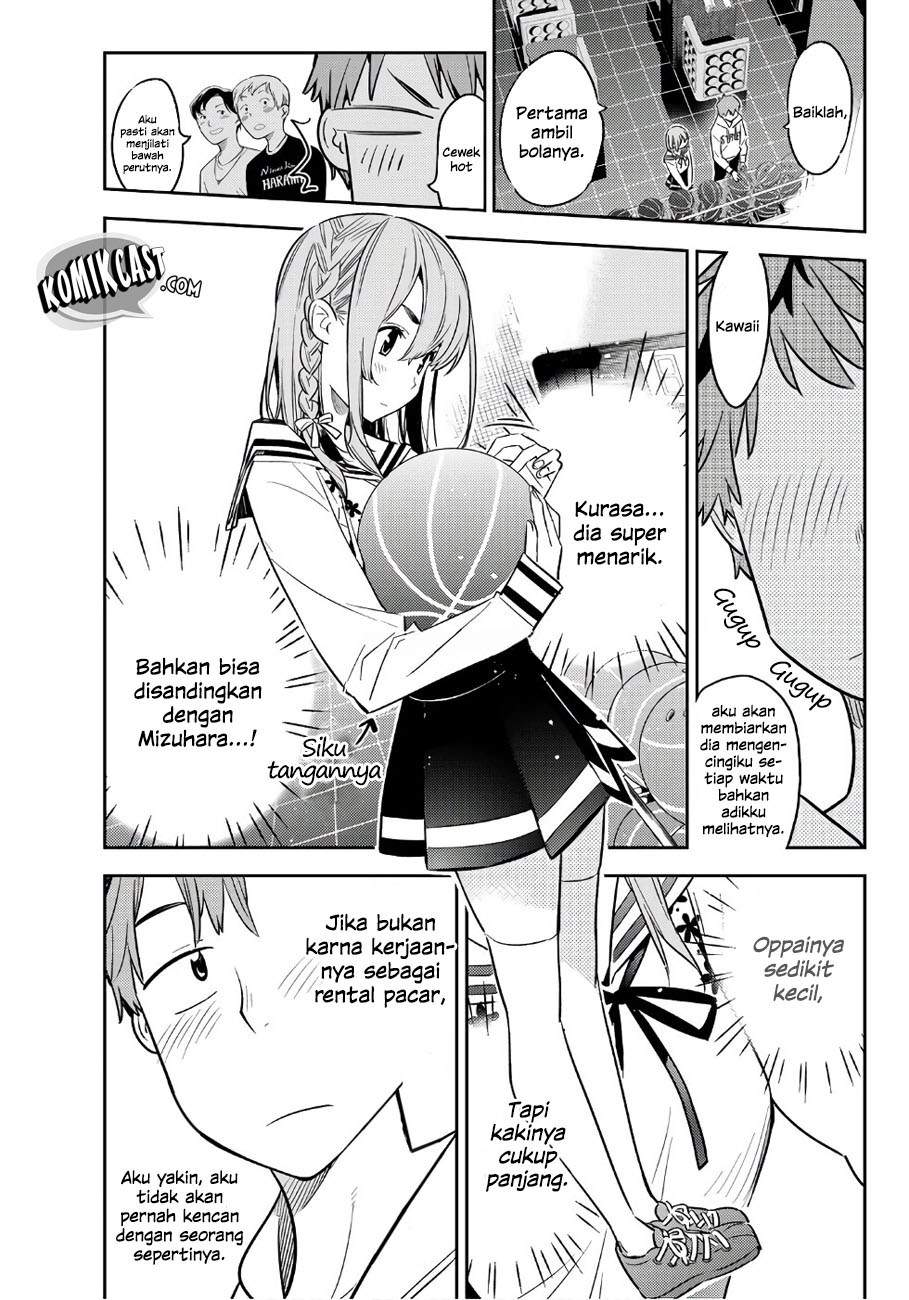 Baiklah,
Pertama
ambil
bolanya.
Cewek
hot
Aku
pasti akan
menjilati
bawah
perutnya.
HARAMI
KOMIKCAST
.COM
Kawaii
Gugup
Gugup
aku akan
membiarkan
dia mengen-
cingiku se-
tiap waktu
bahkan
adikku
melihatnya.
Kurasa...
dia super
menarik.
Bahkan bisa
disandingkan
dengan
Mizuhara...!
Siku
tangannya
Oppainya
sedikit
kecil,
Tapi
kakinya
cukup
panjang.
Jika bukan
karna kerjaan-
nya sebagai
rental pacar,
Aku yakin, aku
tidak akan
pernah kencan
dengan seorang
sepertinya.